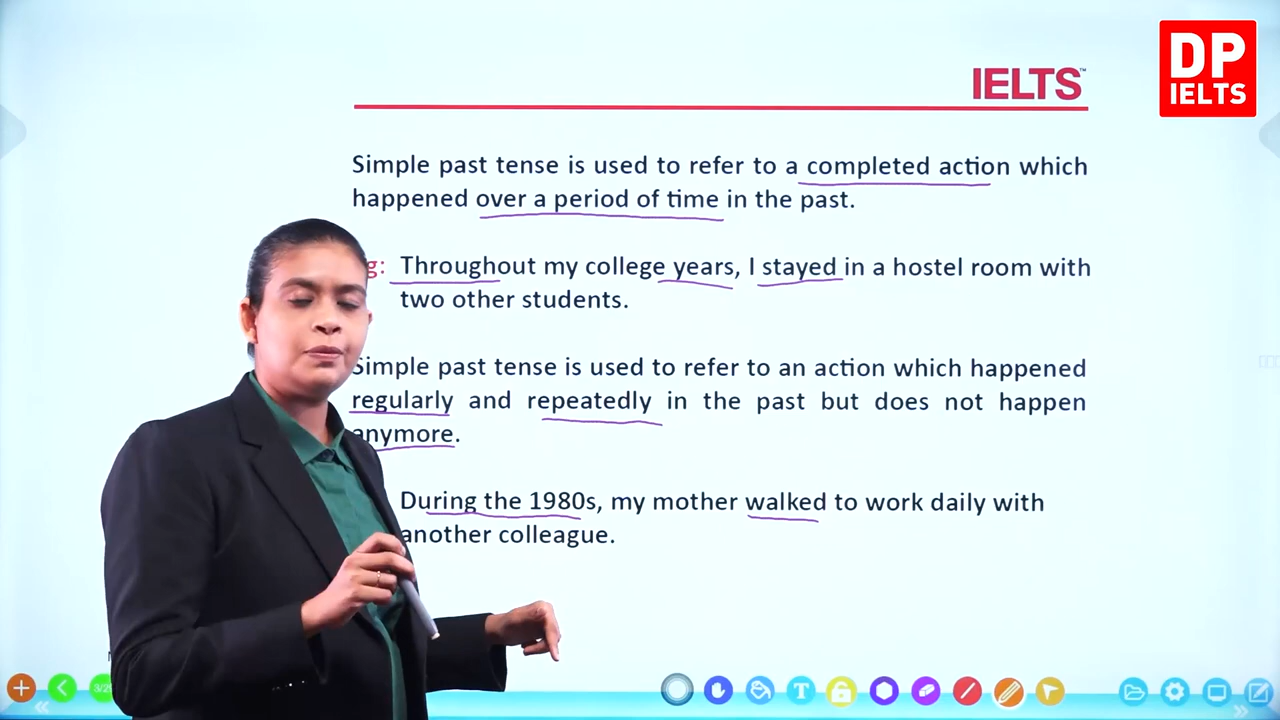 IELTS™
DP
IELTS
Simple past tense is used to refer to a completed action which
happened over a period of time in the past.
g: Throughout my college years, I stayed in a hostel room with
two other students.
Simple past tense is used to refer to an action which happened
regularly and repeatedly in the past but does not happen
anymore.
During the 1980s, my mother walked to work daily with
another colleague.